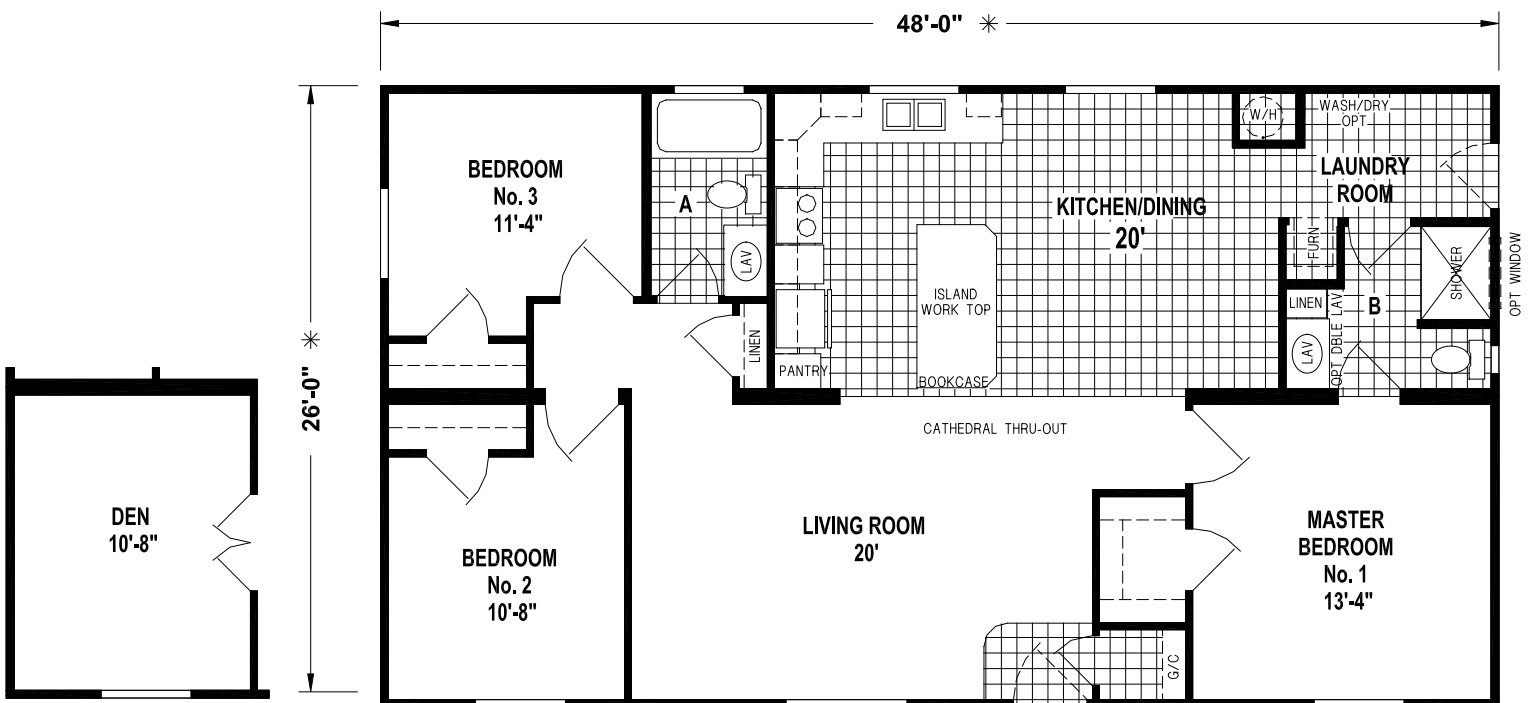 48'-0" ✳
26'-0" ✳
BEDROOM
No. 3
11'-4"
A
LAV
LINEN
PANTRY
ISLAND
WORK TOP
BOOKCASE
KITCHEN/DINING
20'
W/H
WASH/DRY
OPT
LAUNDRY
ROOM
FURN
LINEN
LAV
OPT DBLE LAV
B
SHOWER
OPT WINDOW
CATHEDRAL THRU-OUT
DEN
10'-8"
BEDROOM
No. 2
10'-8"
LIVING ROOM
20'
G/C
MASTER
BEDROOM
No. 1
13'-4"